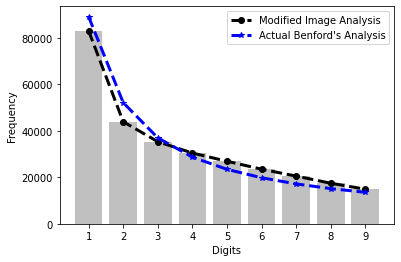 Modified Image Analysis
Actual Benford's Analysis
80000
60000
40000
20000
0
Frequency
1 2 3 4 5 6 7 8 9
Digits